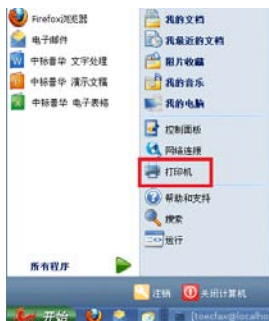 Firefox浏览器
电子邮件
中标普华 文字处理
中标普华 演示文稿
中标普华 电子表格
所有程序
我的文档
我最近的文档
图片收藏
我的音乐
我的电脑
控制面板
网络连接
打印机
帮助和支持
搜索
运行
注销
关闭计算机
开始
[toecfax@localho